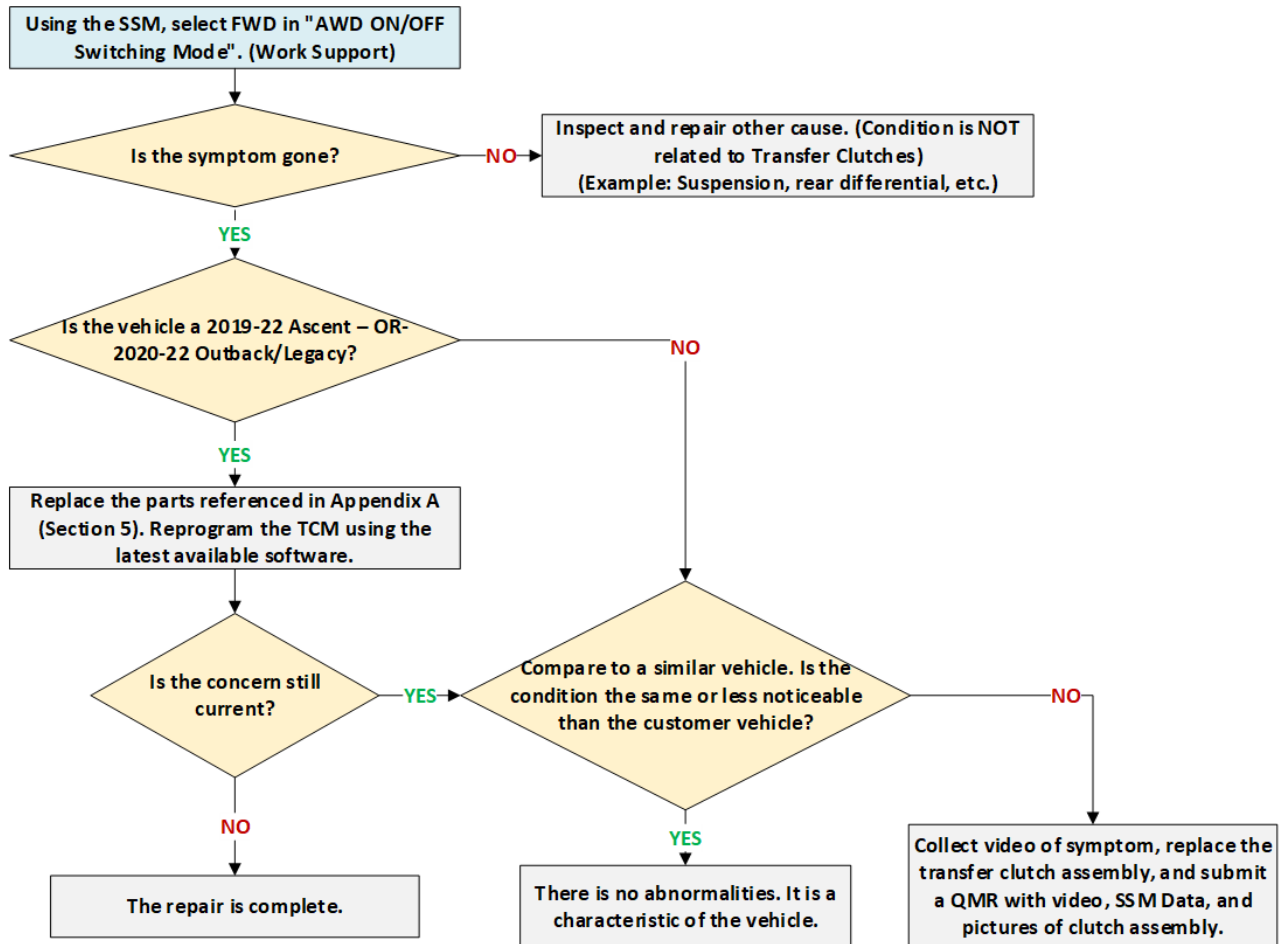 Using the SSM, select FWD in "AWD ON/OFF
Switching Mode". (Work Support)
Is the symptom gone?
NO
Inspect and repair other cause. (Condition is NOT
related to Transfer Clutches)
(Example: Suspension, rear differential, etc.)
YES
Is the vehicle a 2019-22 Ascent – OR-
2020-22 Outback/Legacy?
NO
YES
Replace the parts referenced in Appendix A
(Section 5). Reprogram the TCM using the
latest available software.
Is the concern still
current?
YES
Compare to a similar vehicle. Is the
condition the same or less noticeable
than the customer vehicle?
NO
NO
YES
The repair is complete.
There is no abnormalities. It is a
characteristic of the vehicle.
Collect video of symptom, replace the
transfer clutch assembly, and submit
a QMR with video, SSM Data, and
pictures of clutch assembly.